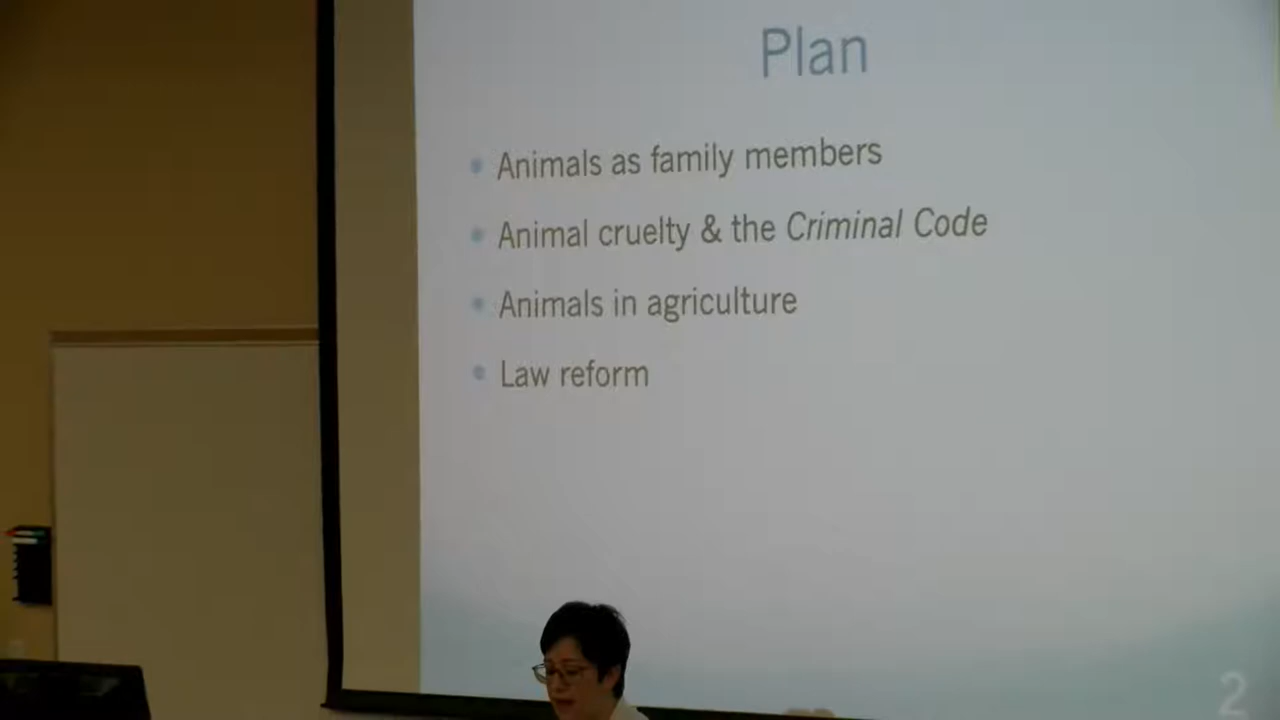 Plan
• Animals as family members
• Animal cruelty & the Criminal Code
• Animals in agriculture
• Law reform
2